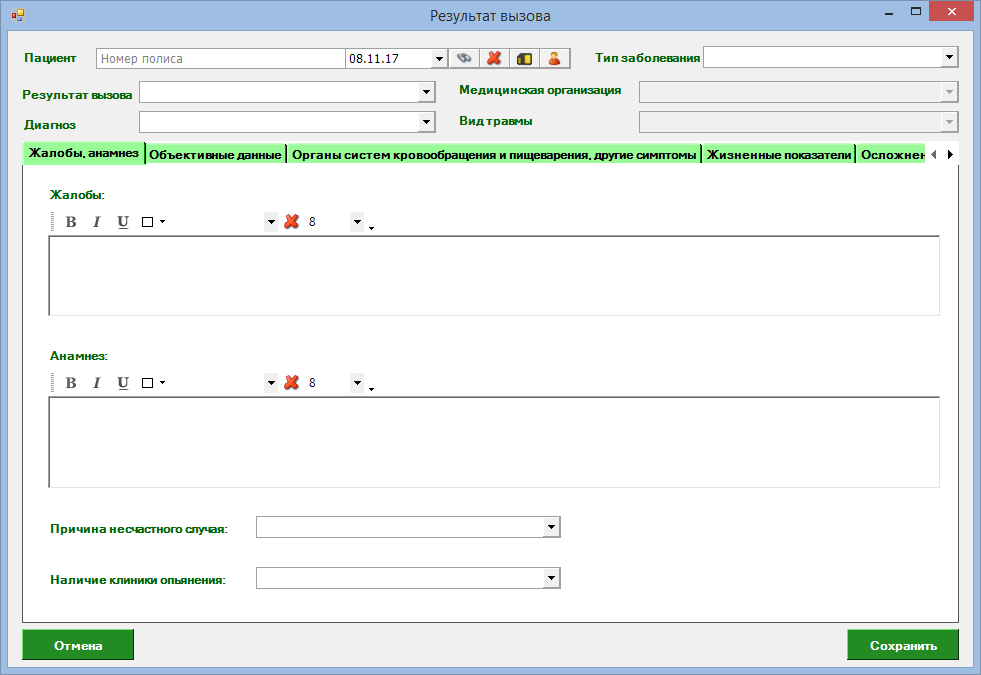 Результат вызова
Пациент Номер полиса 08.11.17 Тип заболевания
Результат вызова Медицинская организация
Диагноз Вид травмы
Жалобы, анамнез Объективные данные Органы систем кровообращения и пищеварения, другие симптомы Жизненные показатели Осложнен
Жалобы:
B I U 8
Анамнез:
B I U 8
Причина несчастного случая:
Наличие клиники опьянения:
Отмена Сохранить